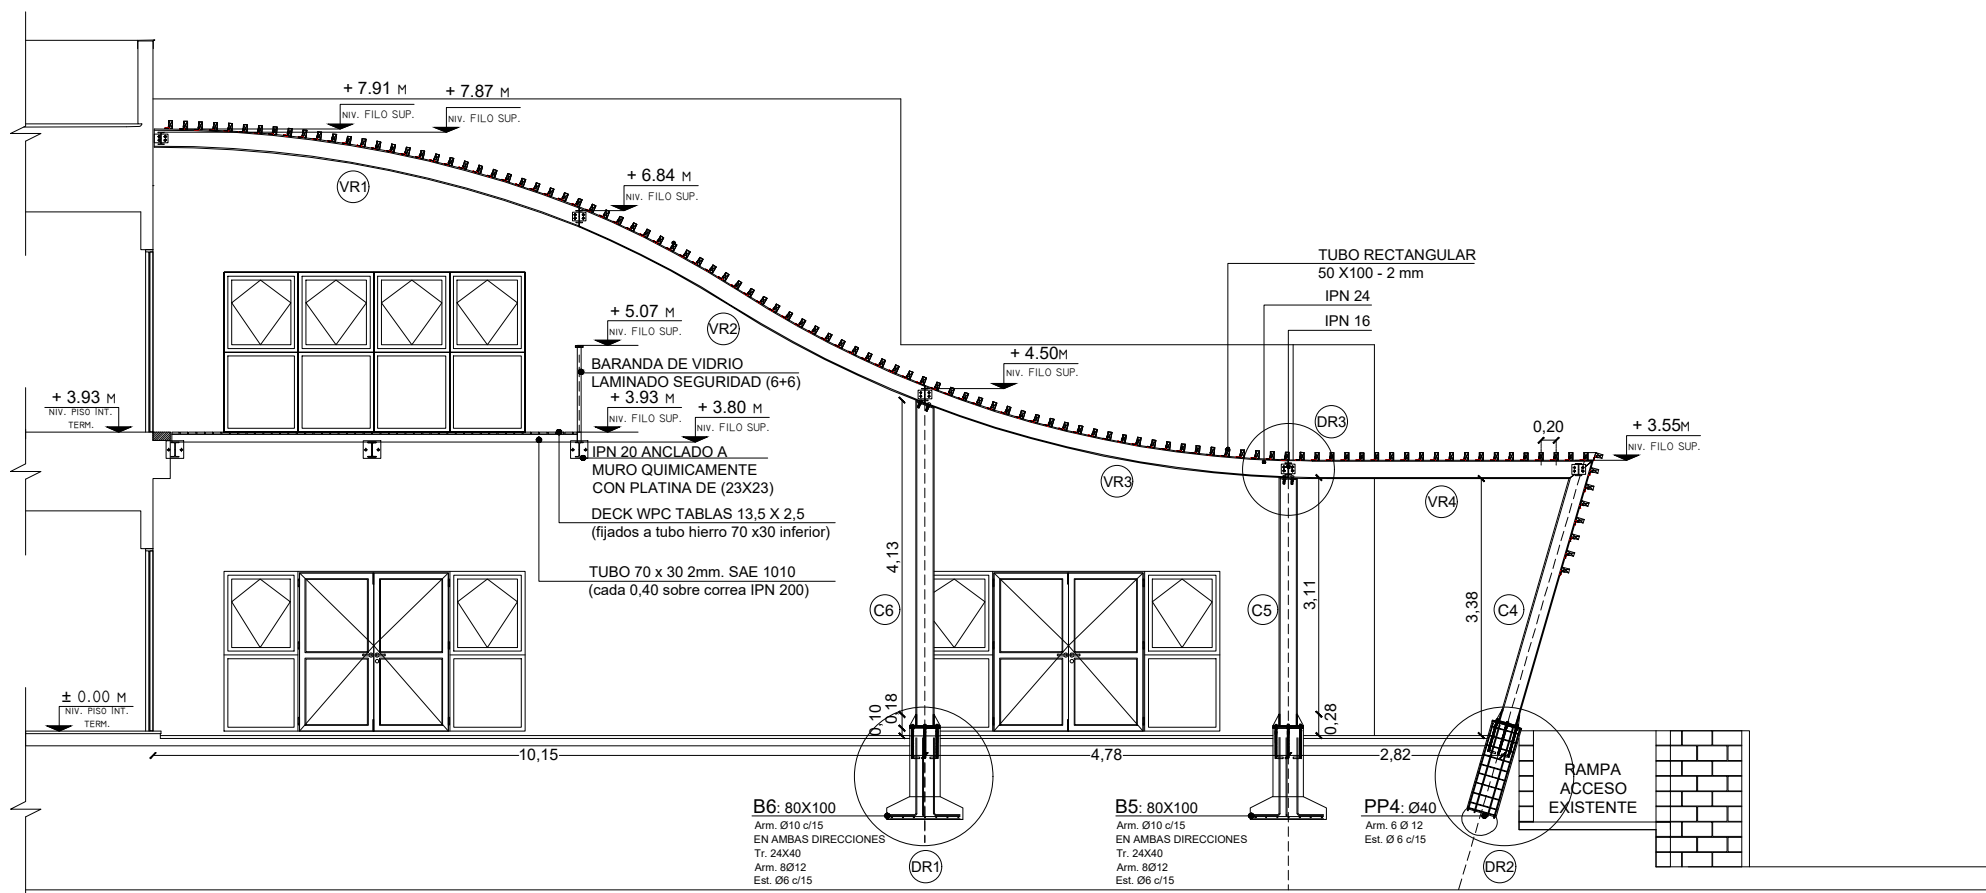 + 7.91 M
NIV. FILO SUP.
+ 7.87 M
NIV. FILO SUP.
VR1
+ 6.84 M
NIV. FILO SUP.
TUBO RECTANGULAR
50 X100 - 2 mm
IPN 24
IPN 16
+ 5.07 M
NIV. FILO SUP.
VR2
BARANDA DE VIDRIO
LAMINADO SEGURIDAD (6+6)
+ 4.50M
NIV. FILO SUP.
+ 3.93 M
NIV. PISO INT.
TERM.
+ 3.93 M
NIV. FILO SUP.
+ 3.80 M
NIV. FILO SUP.
DR3
0,20
+ 3.55M
NIV. FILO SUP.
IPN 20 ANCLADO A
MURO QUIMICAMENTE
CON PLATINA DE (23X23)
VR3
VR4
DECK WPC TABLAS 13,5 X 2,5
(fijados a tubo hierro 70 x30 inferior)
TUBO 70 x 30 2mm. SAE 1010
(cada 0,40 sobre correa IPN 200)
4,13
C6
C5
3,11
3,38
C4
± 0.00 M
NIV. PISO INT.
TERM.
0,10
0,18
0,28
10,15
4,78
2,82
RAMPA
ACCESO
EXISTENTE
B6: 80X100
Arm. Ø10 c/15
EN AMBAS DIRECCIONES
Tr. 24X40
Arm. 8Ø12
Est. Ø6 c/15
DR1
B5: 80X100
Arm. Ø10 c/15
EN AMBAS DIRECCIONES
Tr. 24X40
Arm. 8Ø12
Est. Ø6 c/15
PP4: Ø40
Arm. 6 Ø 12
Est. Ø 6 c/15
DR2